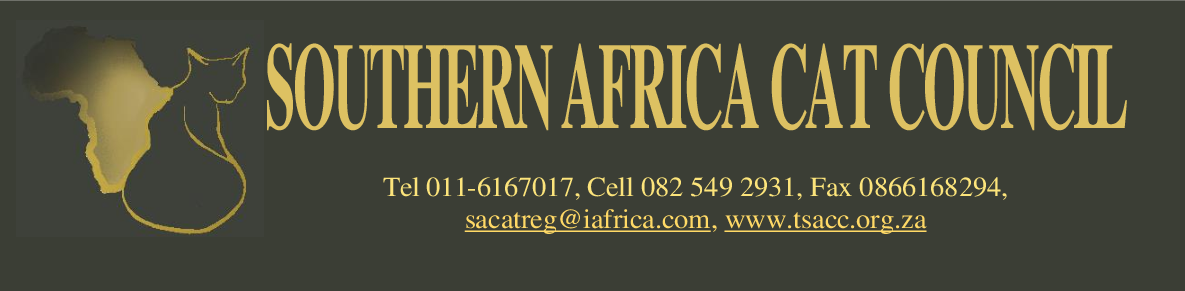 SOUTHERN AFRICA CAT COUNCIL
Tel 011-6167017, Cell 082 549 2931, Fax 0866168294,
sacatreg@iafrica.com, www.tsacc.org.za